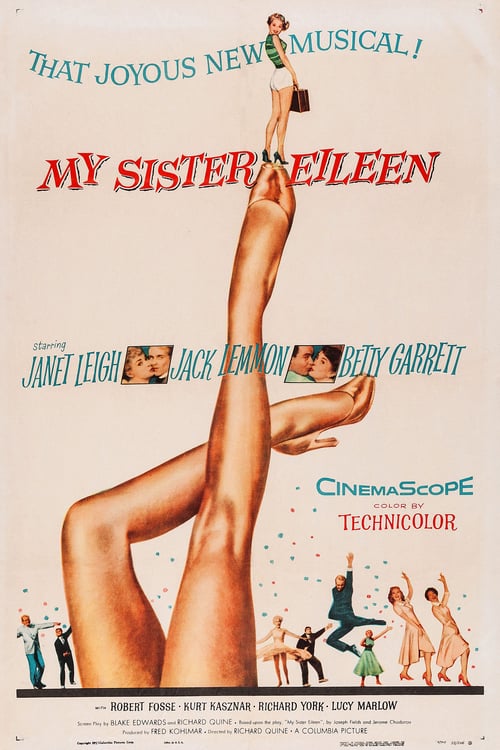 THAT JOYOUS NEW MUSICAL!
MY SISTER EILEEN
Starring
JANET LEIGH JACK LEMMON BETTY GARRETT
CINEMASCOPE
COLOR BY
TECHNICOLOR
WITH ROBERT FOSSE • KURT KASZNAR • RICHARD YORK • LUCY MARLOW
Screen Play by BLAKE EDWARDS and RICHARD QUINE • Based upon the play, "My Sister Eileen", by Joseph Fields and Jerome Chodorov
Produced by FRED KOHLMAR • Directed by RICHARD QUINE • A COLUMBIA PICTURE